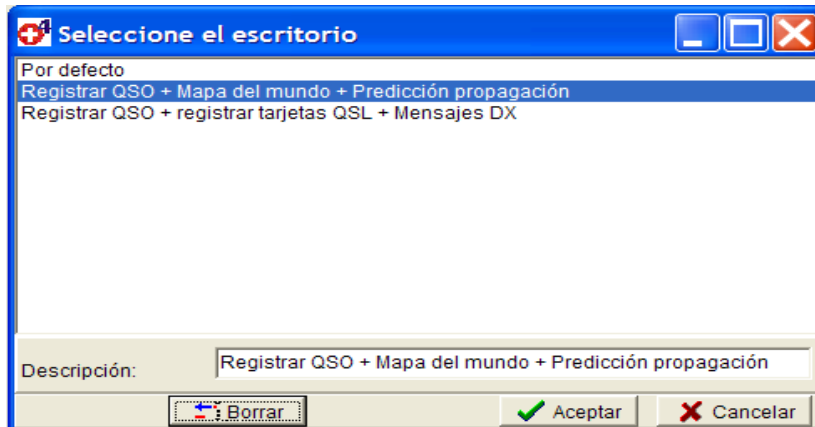 4 Seleccione el escritorio
Por defecto
Registrar QSO + Mapa del mundo + Predicción propagación
Registrar QSO + registrar tarjetas QSL + Mensajes DX
Descripción: Registrar QSO + Mapa del mundo + Predicción propagación
Borrar Aceptar Cancelar